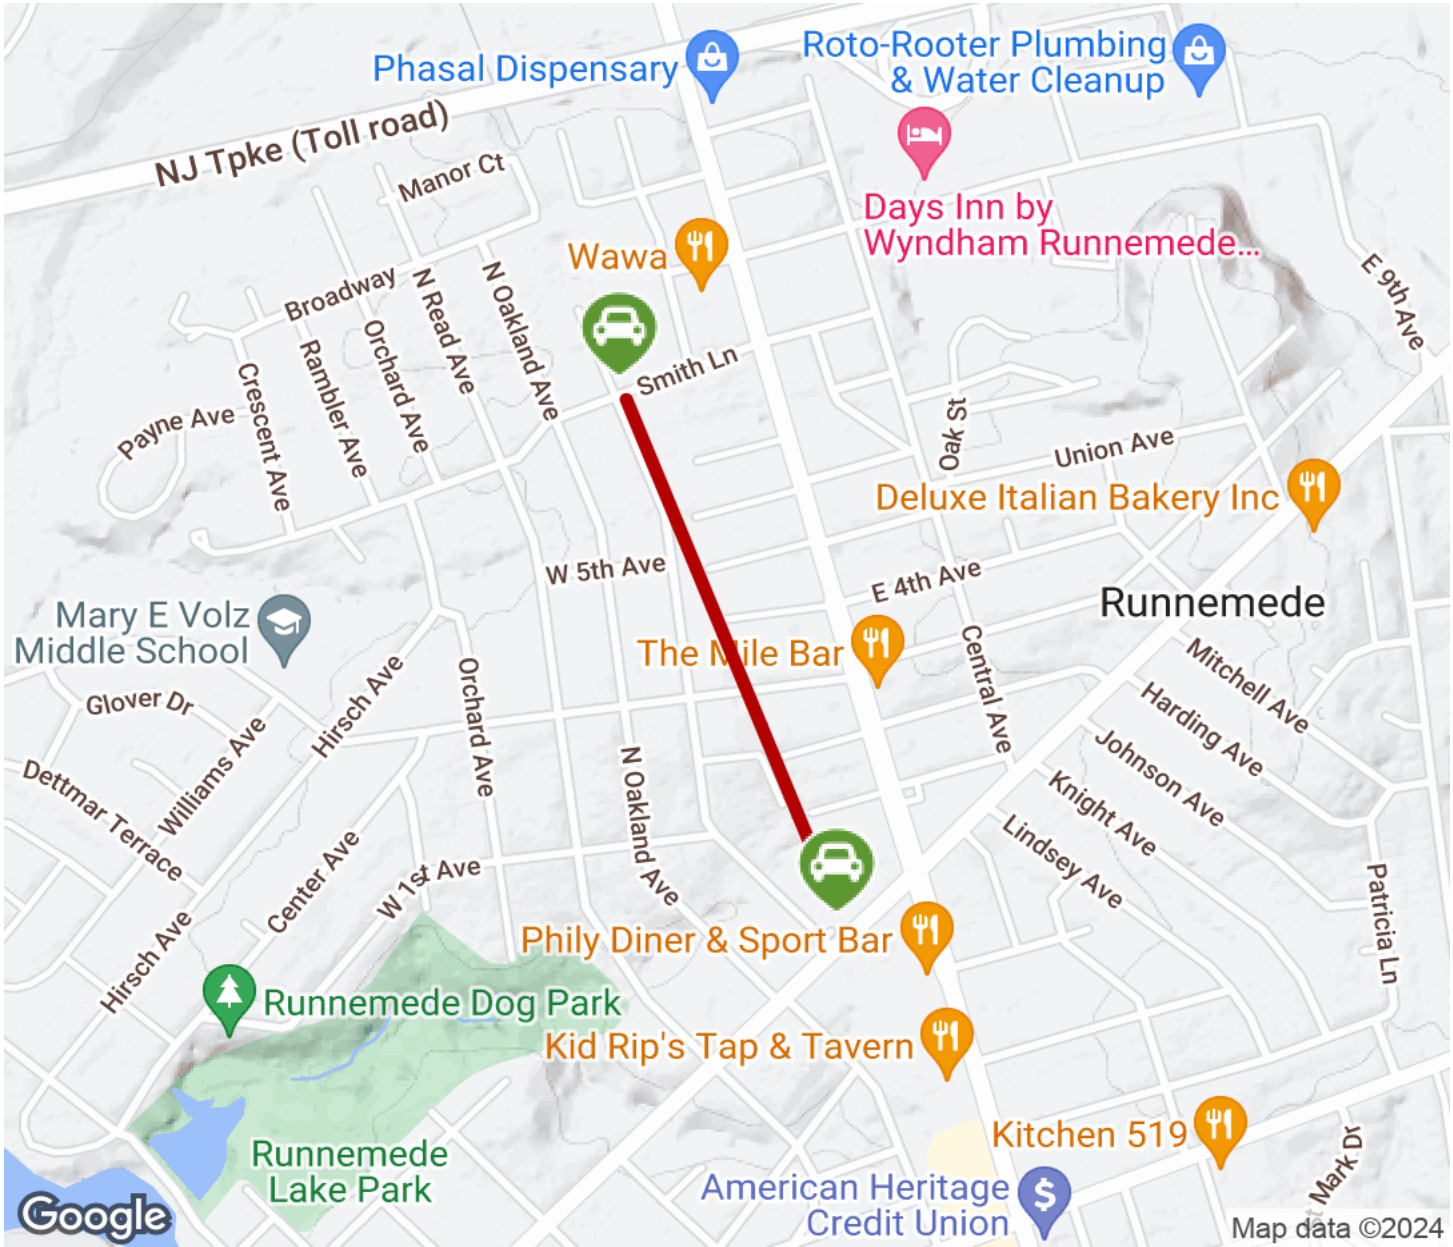 Phasal Dispensary
Roto-Rooter Plumbing
& Water Cleanup
NJ Tpke (Toll road)
Manor Ct
Days Inn by
Wyndham Runnemede...
Wawa
Broadway
N Read Ave
N Oakland Ave
E 9th Ave
Smith Ln
Orchard Ave
Rambler Ave
Crescent Ave
Payne Ave
Oak St
Union Ave
Deluxe Italian Bakery Inc
W 5th Ave
E 4th Ave
Runnemede
Mary E Volz
Middle School
The Mile Bar
Central Ave
Mitchell Ave
Glover Dr
Hirsch Ave
Orchard Ave
Harding Ave
Williams Ave
Johnson Ave
Dettmar Terrace
N Oakland Ave
Knight Ave
Lindsey Ave
Center Ave
W 1st Ave
Patricia Ln
Hirsch Ave
Phily Diner & Sport Bar
Runnemede Dog Park
Kid Rip's Tap & Tavern
Kitchen 519
Runnemede
Lake Park
American Heritage
Credit Union
Mark Dr
Google
Map data ©2024